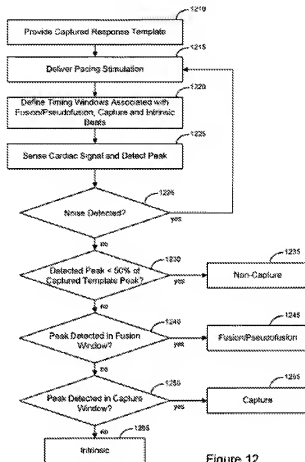 1210
Provide Captured Response Template
1215
Deliver Pacing Stimulation
1220
Define Timing Windows Associated with
Fusion/Pseudofusion, Capture and Intrinsic
Beats
1225
Sense Cardiac Signal and Detect Peak
1226
Noise Detected?
yes
no
1230
Detected Peak < 50% of
Captured Template Peak?
yes
1235
Non-Capture
no
1240
Peak Detected in Fusion
Window?
yes
1245
Fusion/Pseudofusion
no
1250
Peak Detected in Capture
Window?
yes
1255
Capture
no
Intrinsic
Figure 12